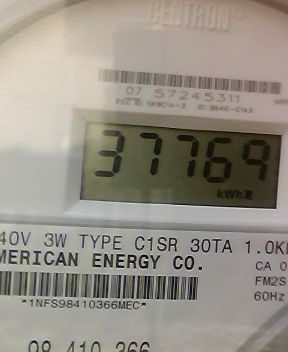 CENTRON®
07 57245311
37769
kWh
40V 3W TYPE C1SR 30TA 1.0K
MERICAN ENERGY CO.
CA 0
FM2S
60Hz
*1NFS98410366MEC*
98 410 366